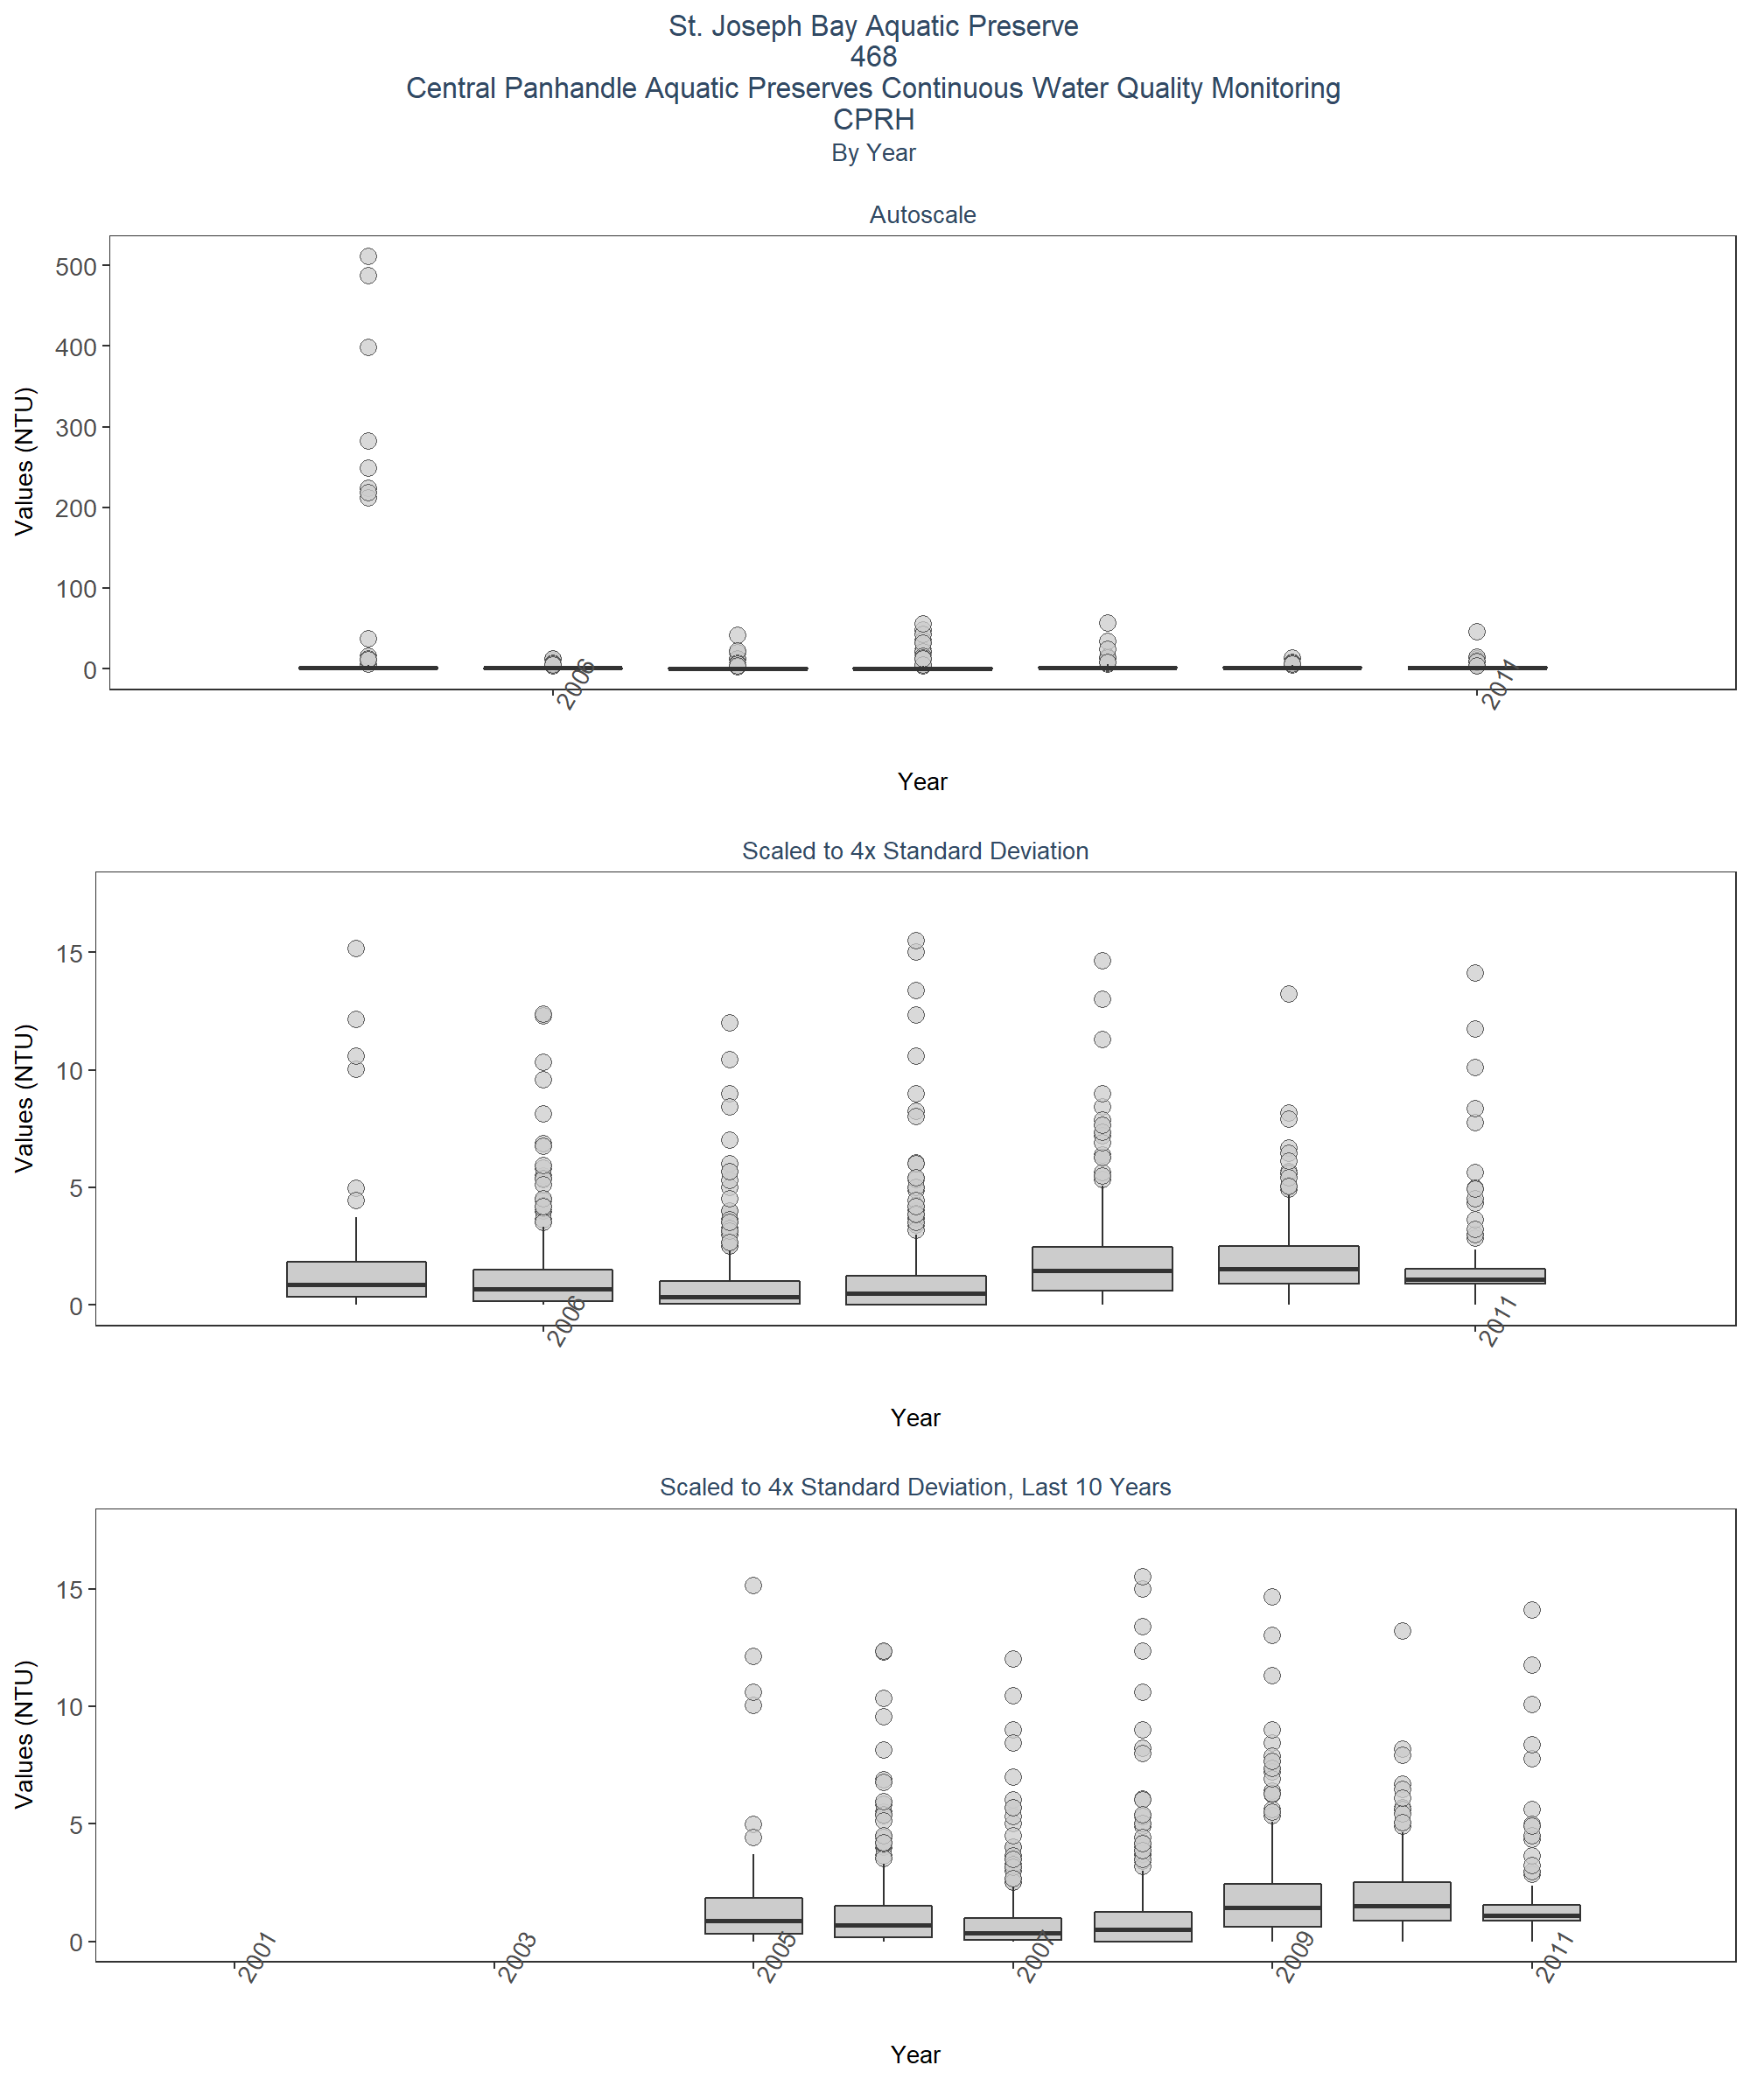 St. Joseph Bay Aquatic Preserve
468
Central Panhandle Aquatic Preserves Continuous Water Quality Monitoring
CPRH
By Year
Autoscale
Values (NTU)
500
400
300
200
100
0
2006
2011
Year
Scaled to 4x Standard Deviation
Values (NTU)
15
10
5
0
2006
2011
Year
Scaled to 4x Standard Deviation, Last 10 Years
Values (NTU)
15
10
5
0
2001
2003
2005
2007
2009
2011
Year